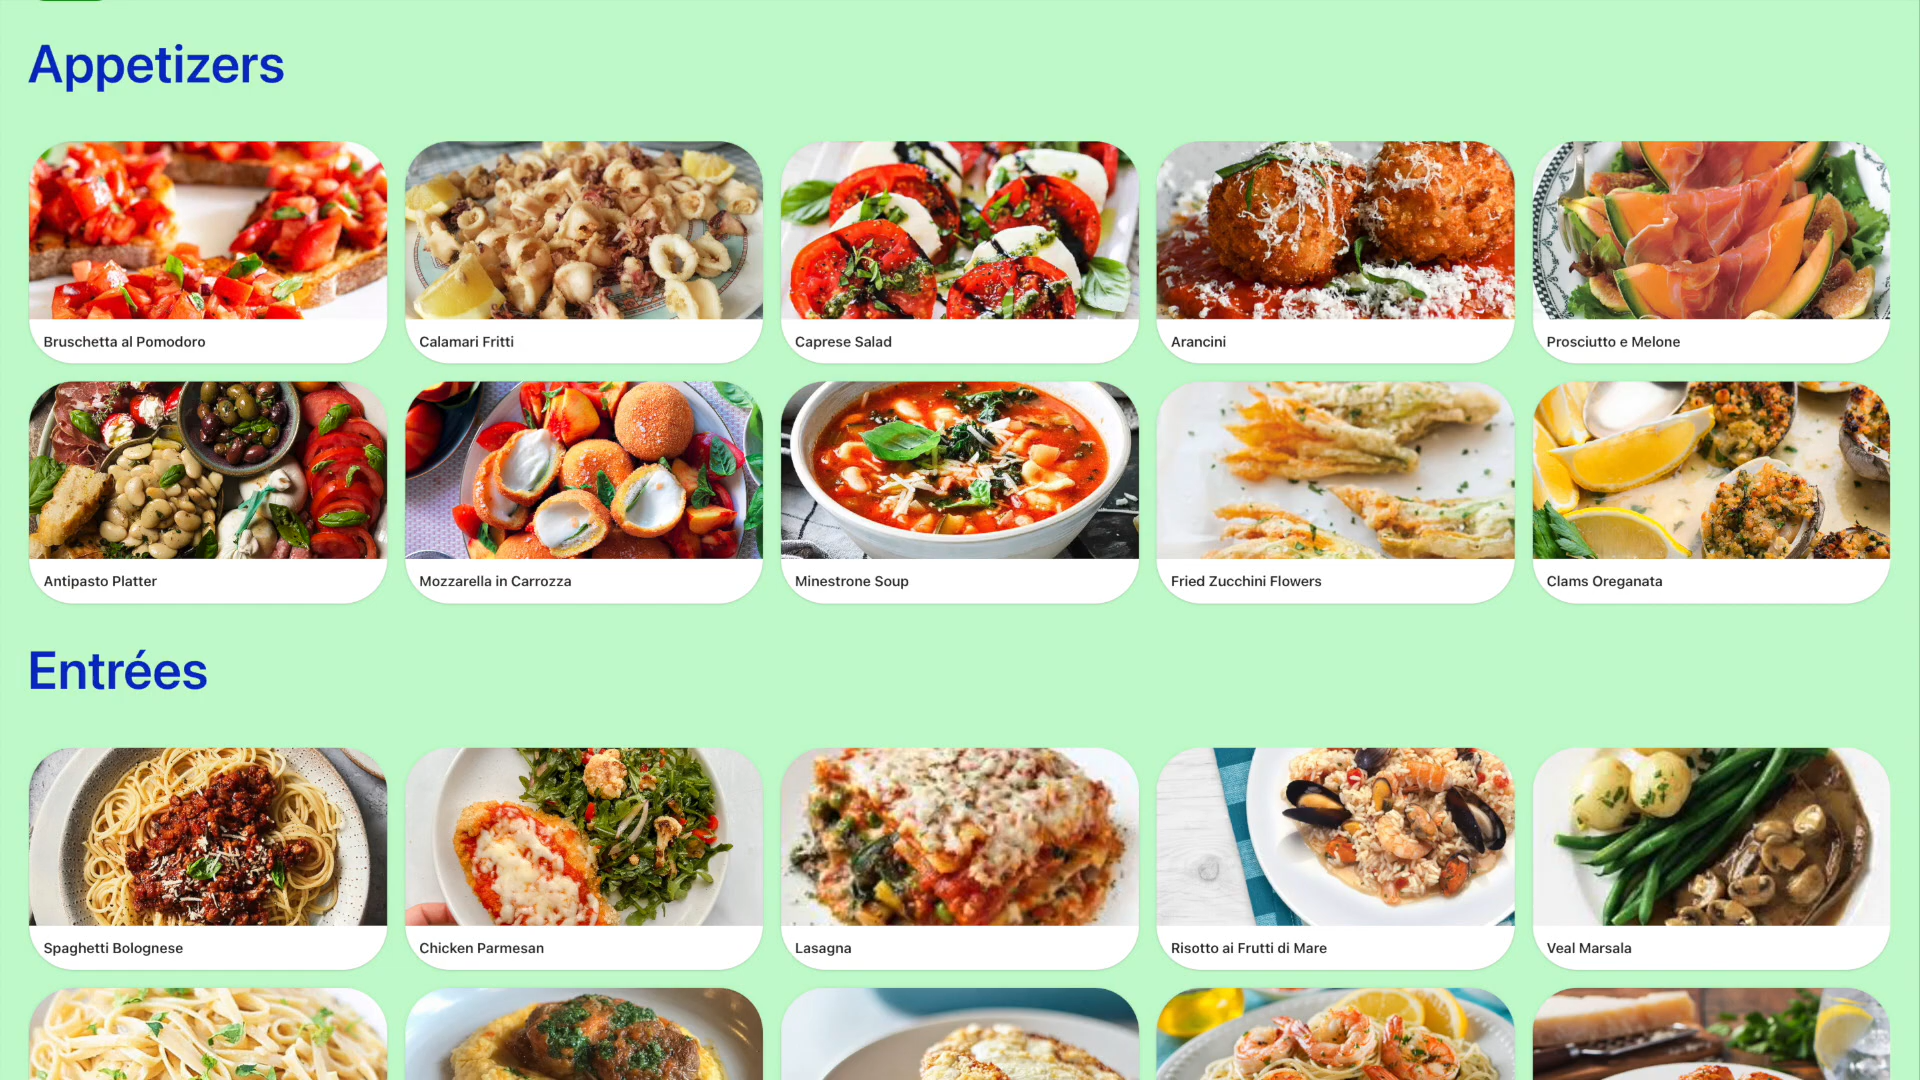 Appetizers
Bruschetta al Pomodoro
Calamari Fritti
Caprese Salad
Arancini
Prosciutto e Melone
Antipasto Platter
Mozzarella in Carrozza
Minestrone Soup
Fried Zucchini Flowers
Clams Oreganata
Entrées
Spaghetti Bolognese
Chicken Parmesan
Lasagna
Risotto ai Frutti di Mare
Veal Marsala